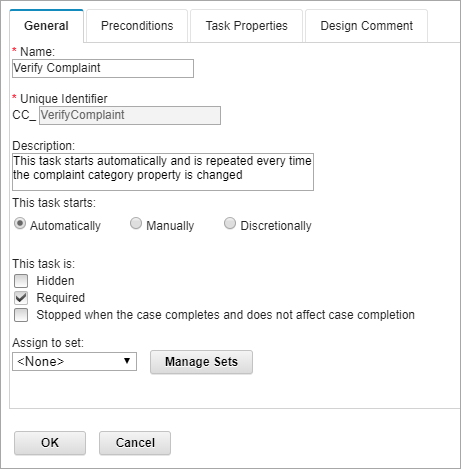 General Preconditions Task Properties Design Comment
* Name:
Verify Complaint
* Unique Identifier
CC_ VerifyComplaint
Description:
This task starts automatically and is repeated every time
the complaint category property is changed
This task starts:
Automatically Manually Discretionally
This task is:
Hidden
Required
Stopped when the case completes and does not affect case completion
Assign to set:
<None> Manage Sets
OK Cancel